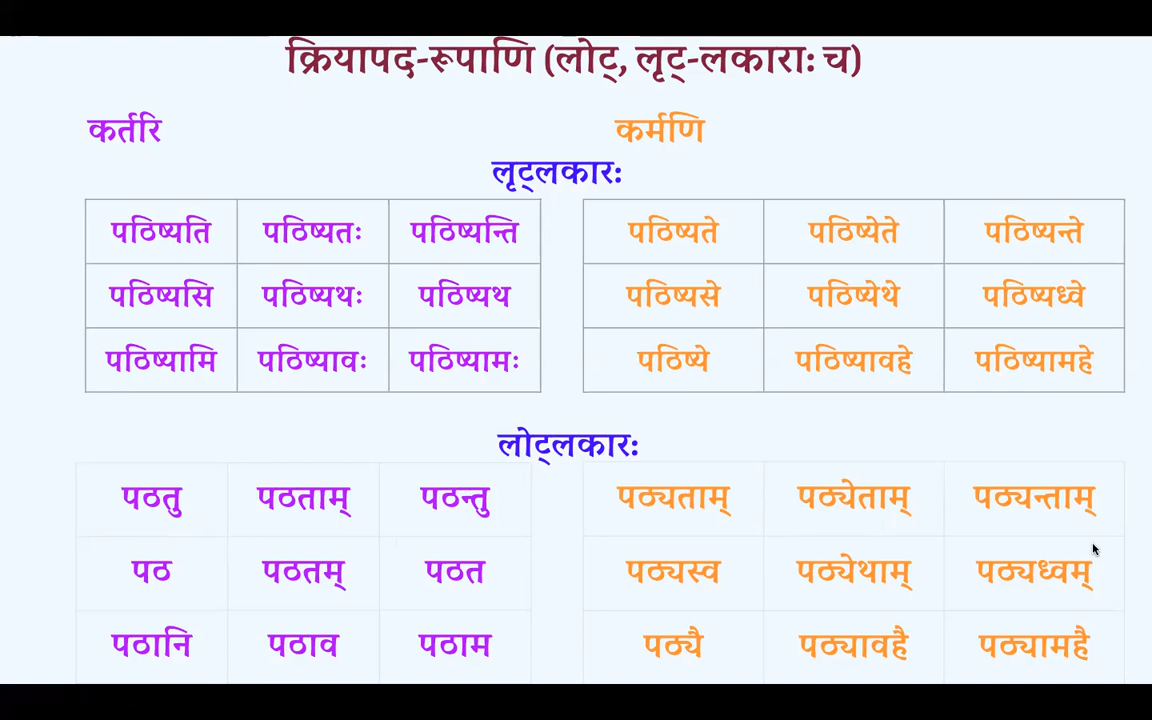 क्रियापद-रूपाणि (लोट्, लृट्-लकाराः च)
कर्तरि कर्मणि
लृट्लकारः
पठिष्यति पठिष्यतः पठिष्यन्ति पठिष्यते पठिष्येते पठिष्यन्ते
पठिष्यसि पठिष्यथः पठिष्यथ पठिष्यसे पठिष्येथे पठिष्यध्वे
पठिष्यामि पठिष्यावः पठिष्यामः पठिष्ये पठिष्यावहे पठिष्यामहे
लोट्लकारः
पठतु पठताम् पठन्तु पठ्यताम् पठ्येताम् पठ्यन्ताम्
पठ पठतम् पठत पठ्यस्व पठ्येथाम् पठ्यध्वम्
पठानि पठाव पठाम पठ्यै पठ्यावहै पठ्यामहै